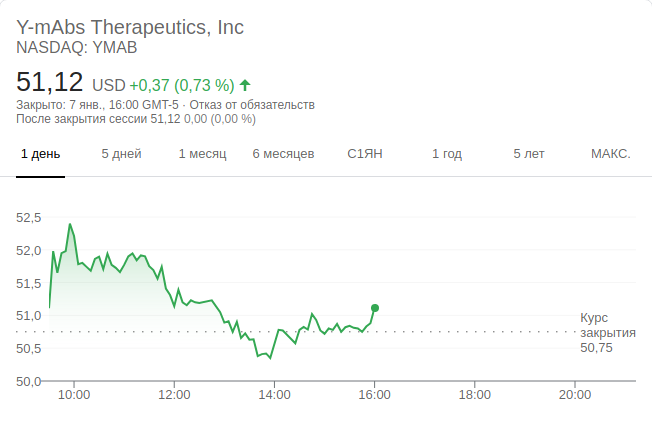 Y-mAbs Therapeutics, Inc
NASDAQ: YMAB
51,12 USD +0,37 (0,73 %)
Закрыто: 7 янв., 16:00 GMT-5 · Отказ от обязательств
После закрытия сессии 51,12 0,00 (0,00 %)
1 день 5 дней 1 месяц 6 месяцев С1ЯН 1 год 5 лет МАКС.
52,5
52,0
51,5
51,0
50,5
50,0
Курс
закрытия
50,75
10:00 12:00 14:00 16:00 18:00 20:00